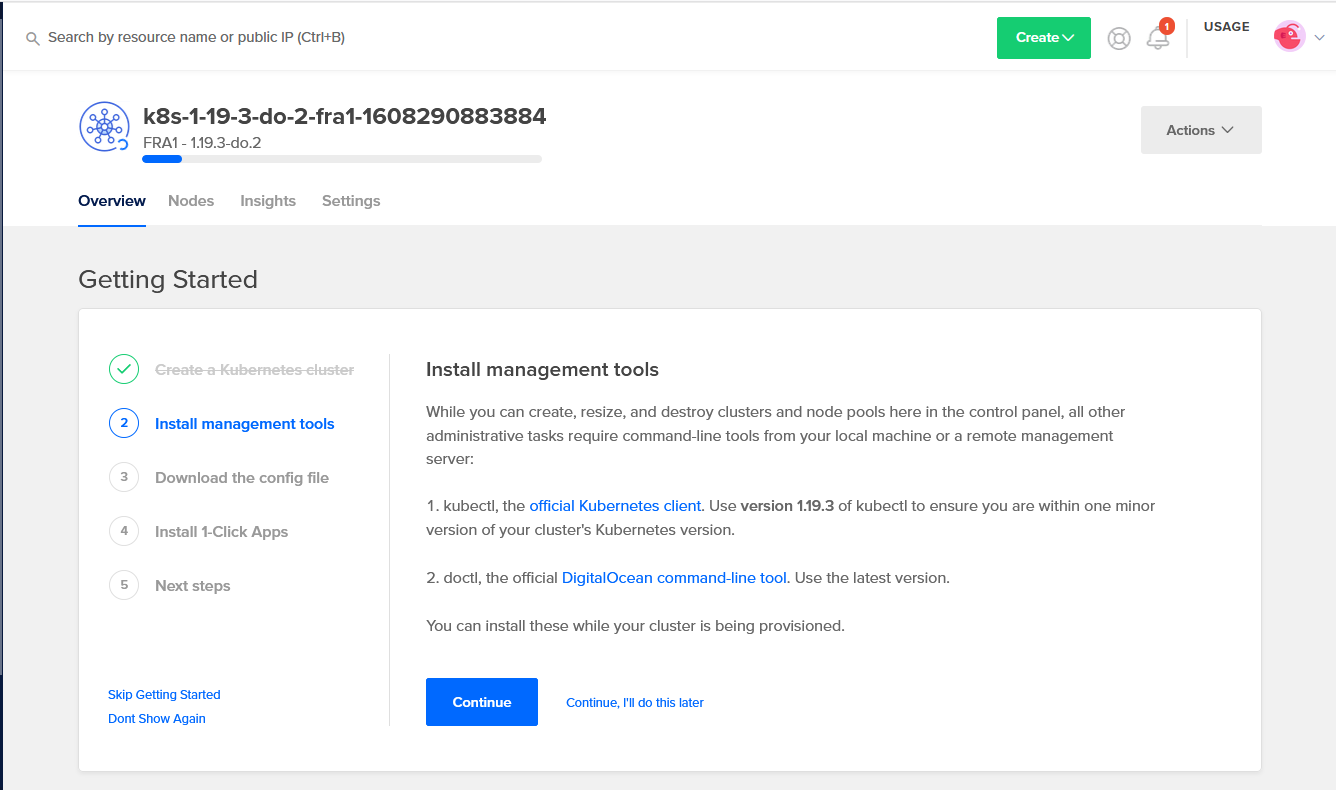 Search by resource name or public IP (Ctrl+B)
Create
1
USAGE
k8s-1-19-3-do-2-fra1-1608290883884
FRA1 - 1.19.3-do.2
Actions
Overview
Nodes
Insights
Settings
Getting Started
Create a Kubernetes cluster
2
Install management tools
3
Download the config file
4
Install 1-Click Apps
5
Next steps
Skip Getting Started
Dont Show Again
Install management tools
While you can create, resize, and destroy clusters and node pools here in the control panel, all other
administrative tasks require command-line tools from your local machine or a remote management
server:
1. kubectl, the official Kubernetes client. Use version 1.19.3 of kubectl to ensure you are within one minor
version of your cluster's Kubernetes version.
2. doctl, the official DigitalOcean command-line tool. Use the latest version.
You can install these while your cluster is being provisioned.
Continue
Continue, I'll do this later